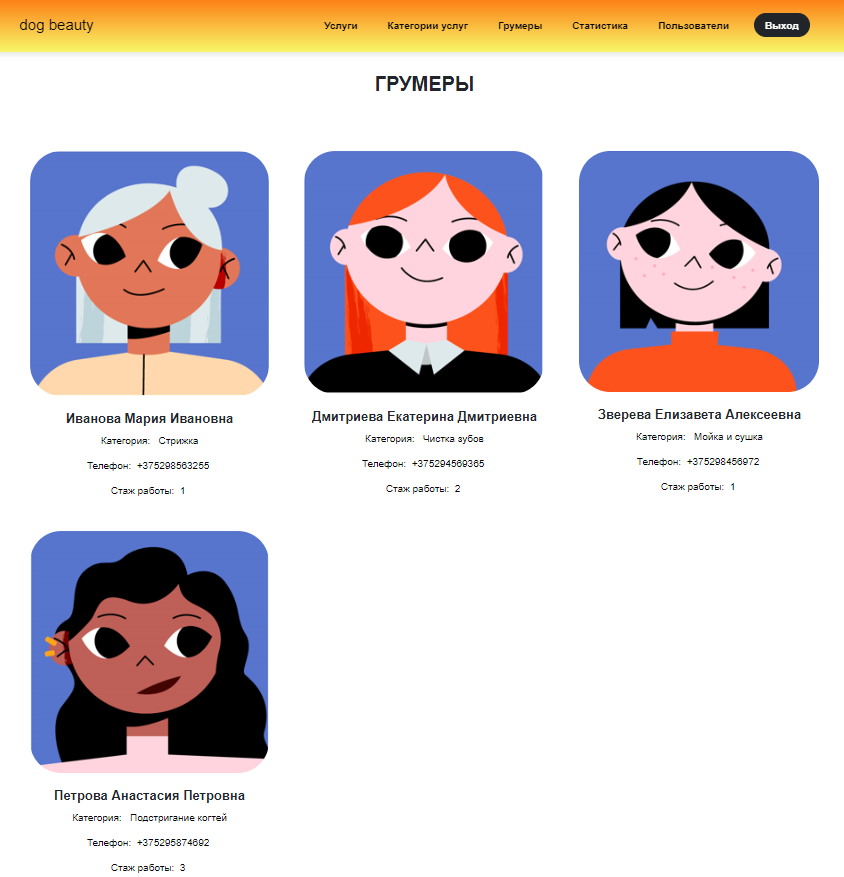 dog beauty
Услуги
Категории услуг
Грумеры
Статистика
Пользователи
Выход
ГРУМЕРЫ
Иванова Мария Ивановна
Категория: Стрижка
Телефон: +375298563255
Стаж работы: 1
Дмитриева Екатерина Дмитриевна
Категория: Чистка зубов
Телефон: +375294569365
Стаж работы: 2
Зверева Елизавета Алексеевна
Категория: Мойка и сушка
Телефон: +375298456972
Стаж работы: 1
Петрова Анастасия Петровна
Категория: Подстригание когтей
Телефон: +375295874692
Стаж работы: 3